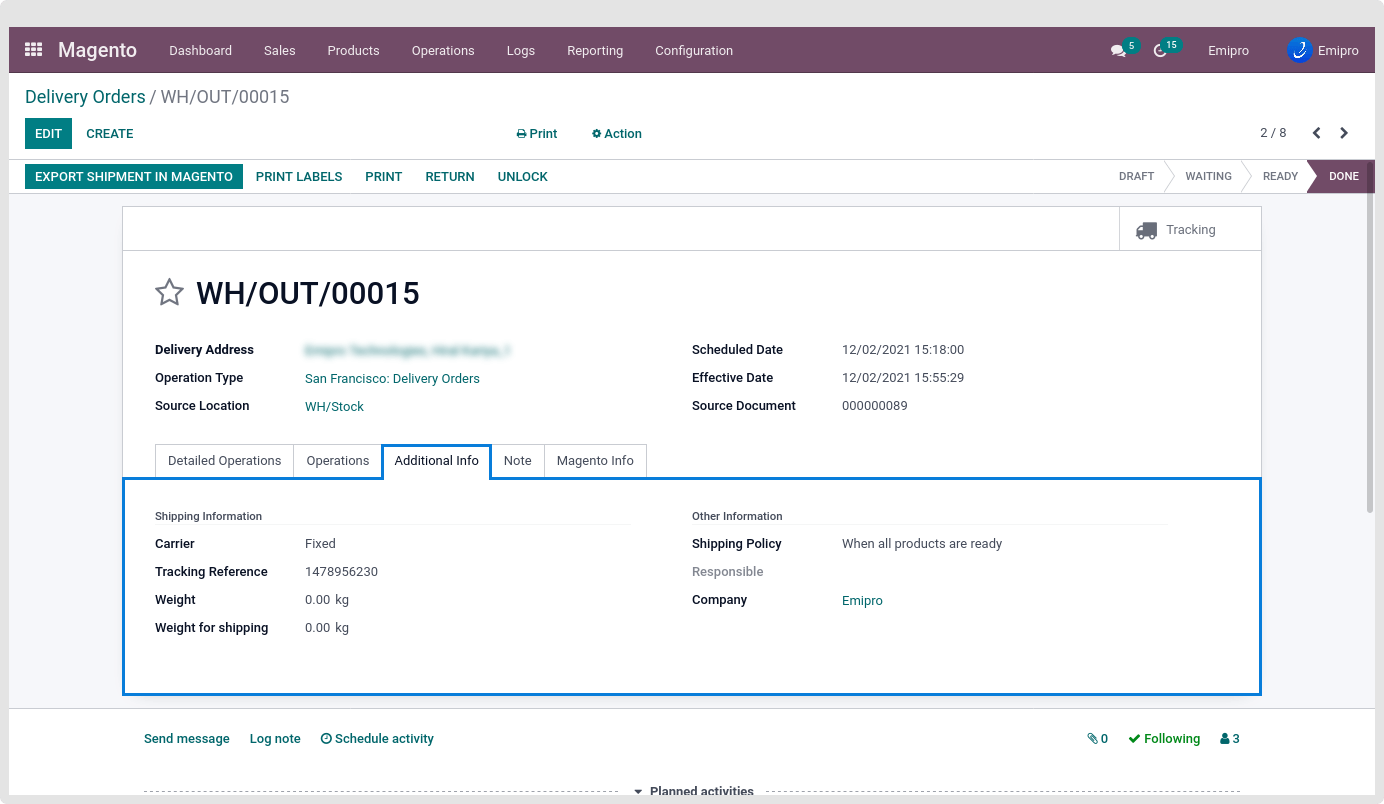 Magento Dashboard Sales Products Operations Logs Reporting Configuration 5 15 Emipro Emipro
Delivery Orders / WH/OUT/00015
EDIT CREATE Print Action 2 / 8
EXPORT SHIPMENT IN MAGENTO PRINT LABELS PRINT RETURN UNLOCK DRAFT WAITING READY DONE
Tracking
WH/OUT/00015
Delivery Address Scheduled Date 12/02/2021 15:18:00
Operation Type San Francisco: Delivery Orders Effective Date 12/02/2021 15:55:29
Source Location WH/Stock Source Document 000000089
Detailed Operations Operations Additional Info Note Magento Info
Shipping Information Other Information
Carrier Fixed Shipping Policy When all products are ready
Tracking Reference 1478956230 Responsible
Weight 0.00 kg Company Emipro
Weight for shipping 0.00 kg
Send message Log note Schedule activity 0 Following 3
Planned activities